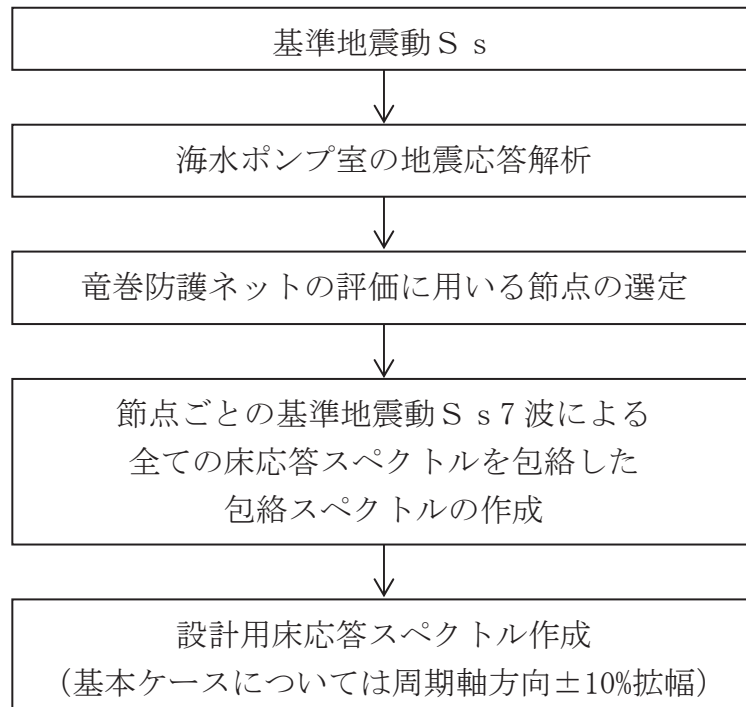 基準地震動Ｓｓ
海水ポンプ室の地震応答解析
竜巻防護ネットの評価に用いる節点の選定
節点ごとの基準地震動Ｓｓ７波による
全ての床応答スペクトルを包絡した
包絡スペクトルの作成
設計用床応答スペクトル作成
（基本ケースについては周期軸方向±10%拡幅）